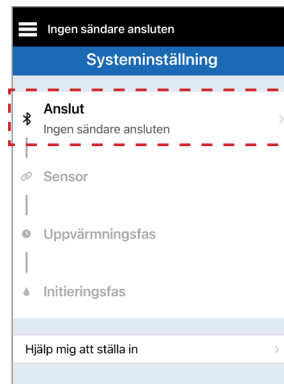 Ingen sändare ansluten
Systeminställning
Anslut
Ingen sändare ansluten
Sensor
Uppvärmningsfas
Initieringsfas
Hjälp mig att ställa in